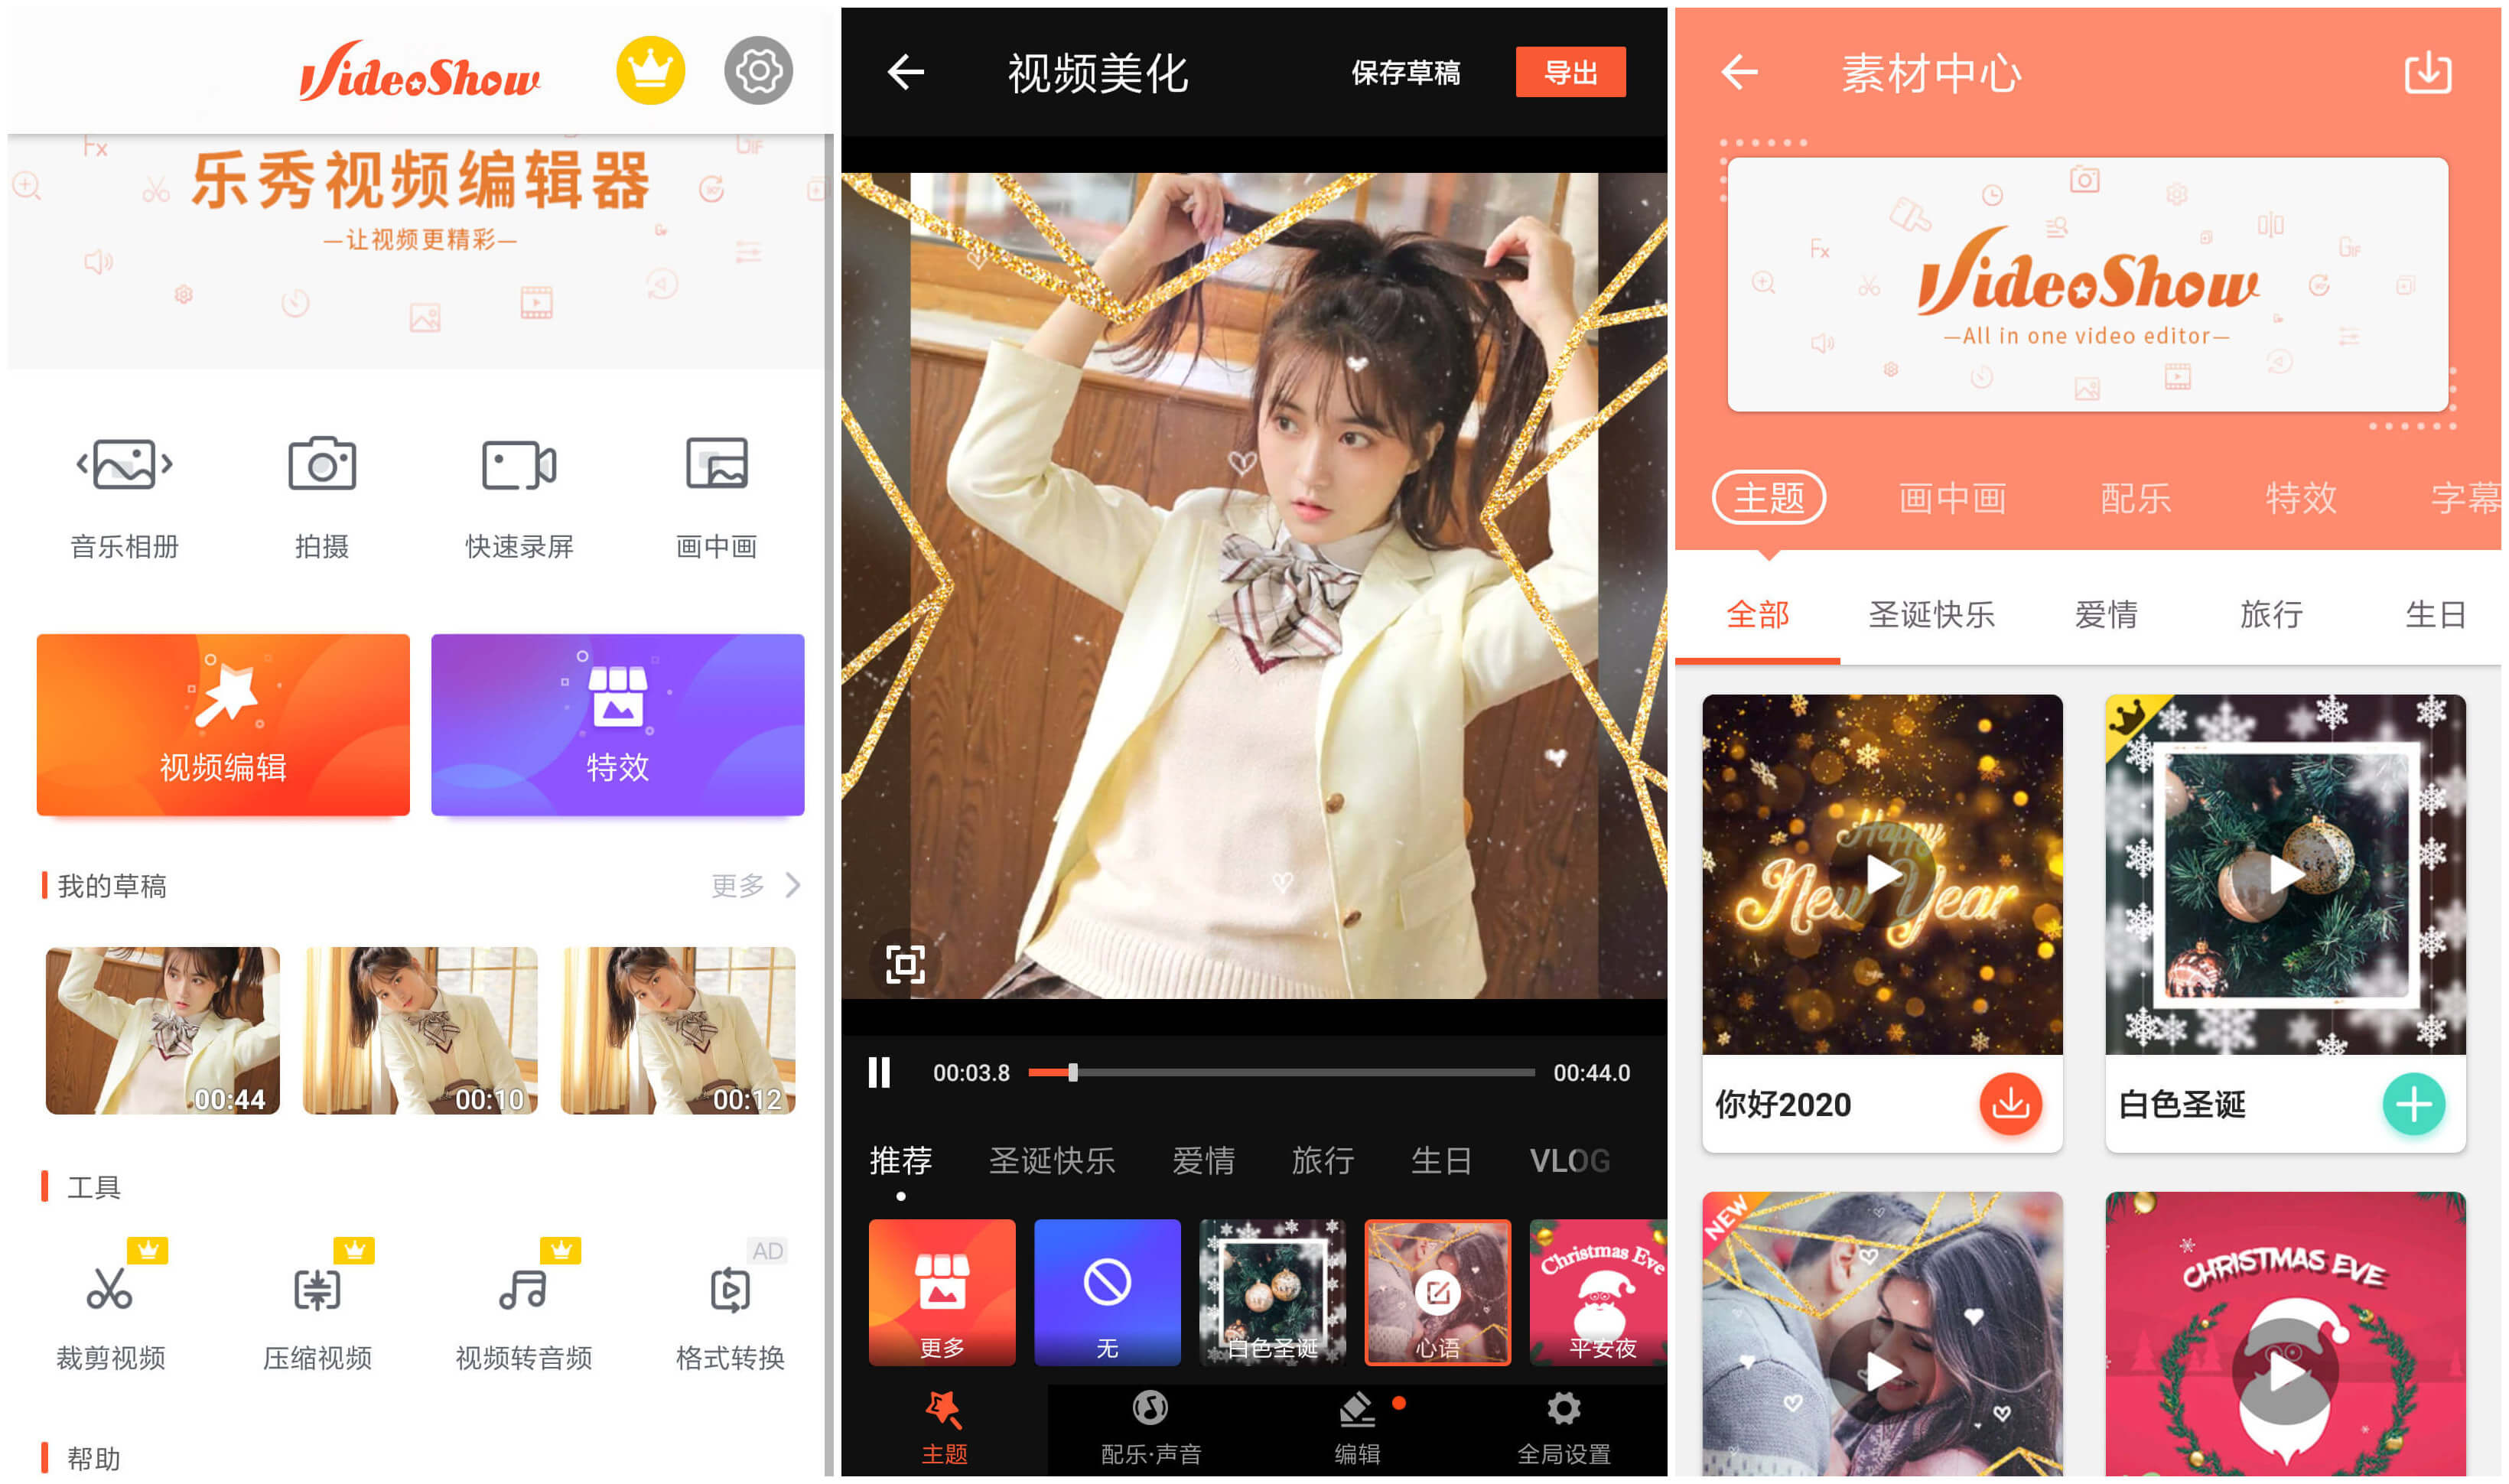 VideoShow
Fx
GIF
乐秀视频编辑器
90°
—让视频更精彩—
音乐相册
拍摄
快速录屏
画中画
视频编辑
特效
我的草稿
更多
00:44
00:10
00:12
工具
AD
裁剪视频
压缩视频
视频转音频
格式转换
帮助
视频美化
保存草稿
导出
00:03.8
00:44.0
推荐
圣诞快乐
爱情
旅行
生日
VLOG
更多
无
白色圣诞
心语
Christmas Eve
平安夜
主题
配乐·声音
编辑
全局设置
素材中心
Fx
GIF
VideoShow
90°
—All in one video editor—
主题
画中画
配乐
特效
字幕
全部
圣诞快乐
爱情
旅行
生日
Happy
New Year
你好2020
白色圣诞
NEW
CHRISTMAS EVE